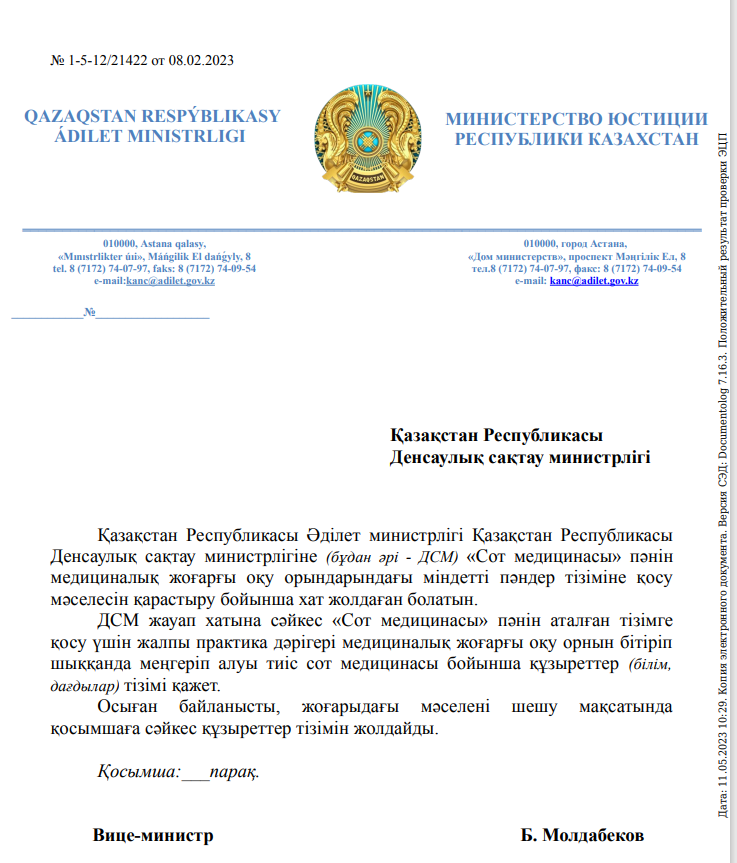 № 1-5-12/21422 от 08.02.2023
QAZAQSTAN RESPÝBLIKASY
ÁDILET MINISTRLIGI
QAZAQSTAN
МИНИСТЕРСТВО ЮСТИЦИИ
РЕСПУБЛИКИ КАЗАХСТАН
010000, Astana qalasy,
«Mınıstrlikter úıi», Máńgilik El dańǵyly, 8
tel. 8 (7172) 74-07-97, faks: 8 (7172) 74-09-54
e-mail:kanc@adilet.gov.kz
010000, город Астана,
«Дом министерств», проспект Мәңгілік Ел, 8
тел.8 (7172) 74-07-97, факс: 8 (7172) 74-09-54
e-mail: kanc@adilet.gov.kz
____________№___________________
Қазақстан Республикасы
Денсаулық сақтау министрлігі
Қазақстан Республикасы Әділет министрлігі Қазақстан Республикасы
Денсаулық сақтау министрлігіне (бұдан әрі - ДСМ) «Сот медицинасы» пәнін
медициналық жоғарғы оқу орындарындағы міндетті пәндер тізіміне қосу
мәселесін қарастыру бойынша хат жолдаған болатын.
ДСМ жауап хатына сәйкес «Сот медицинасы» пәнін аталған тізімге
қосу үшін жалпы практика дәрігері медициналық жоғарғы оқу орнын бітіріп
шыққанда меңгеріп алуы тиіс сот медицинасы бойынша құзыреттер (білім,
дағдылар) тізімі қажет.
Осыған байланысты, жоғарыдағы мәселені шешу мақсатында
қосымшаға сәйкес құзыреттер тізімін жолдайды.
Қосымша:___парақ.
Вице-министр
Б. Молдабеков
Дата: 11.05.2023 10:29. Копия электронного документа. Версия СЭД: Documentolog 7.16.3. Положительный результат проверки ЭЦП